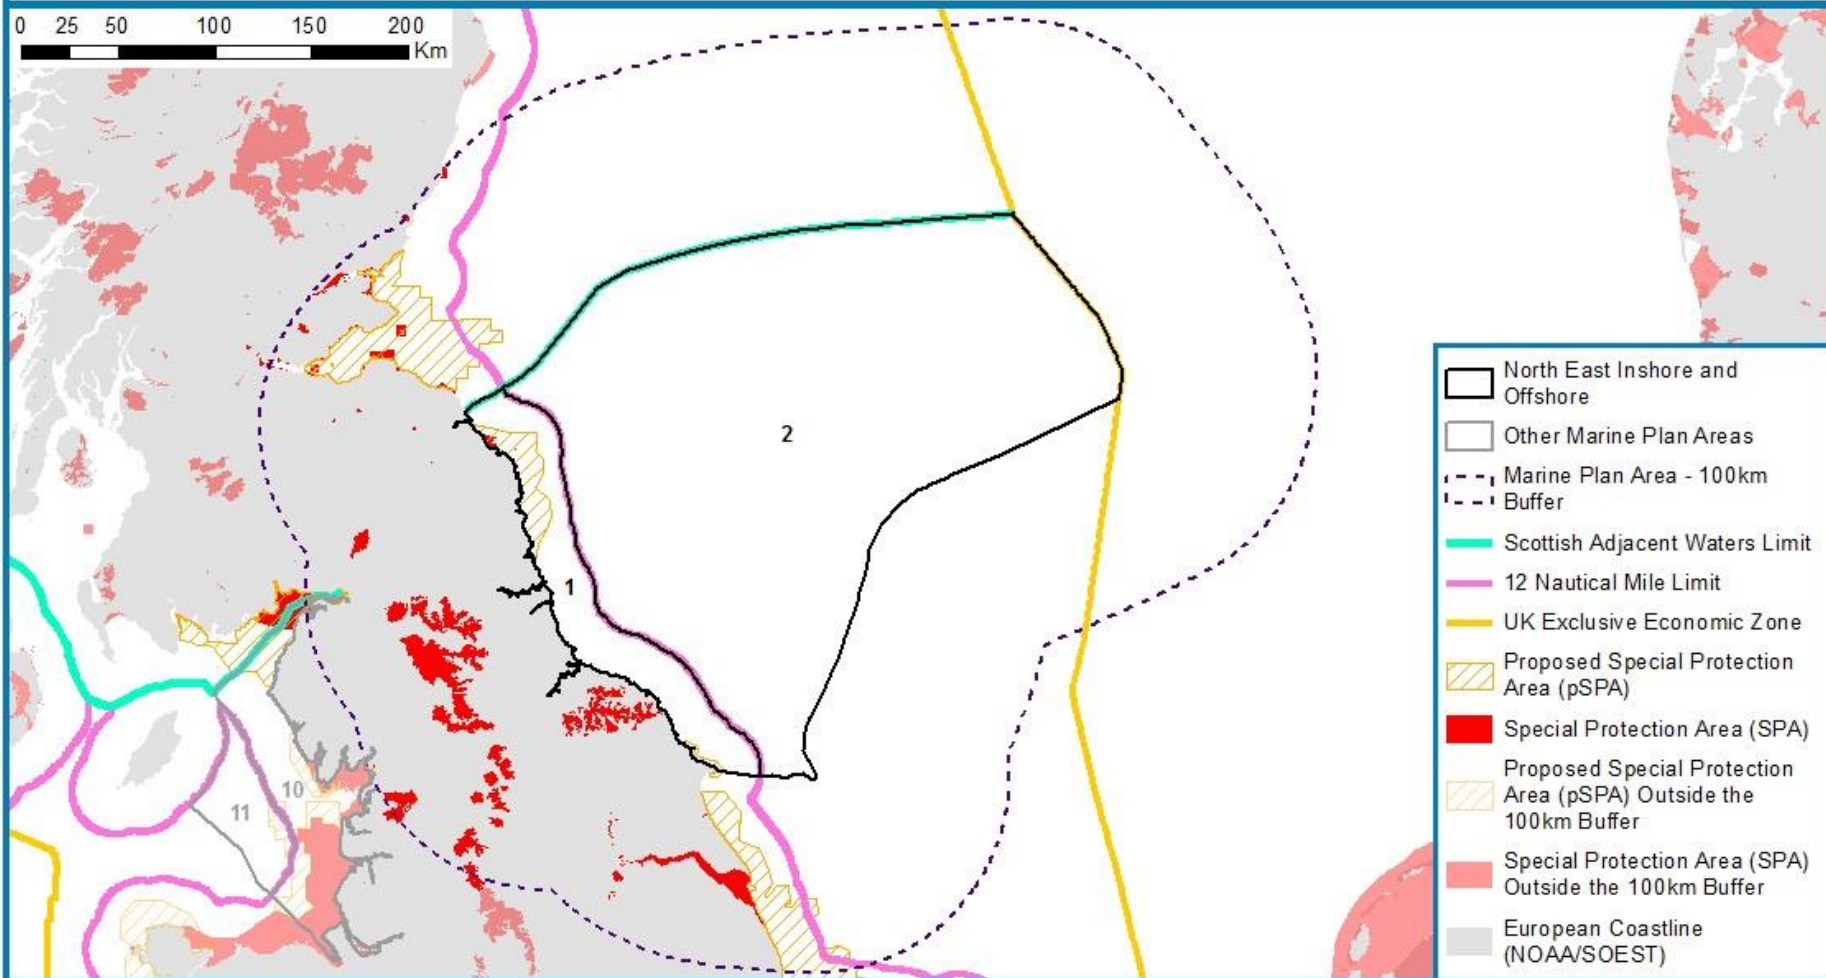 0 25 50 100 150 200
Km
2
1
10
11
North East Inshore and
Offshore
Other Marine Plan Areas
Marine Plan Area - 100km
Buffer
Scottish Adjacent Waters Limit
12 Nautical Mile Limit
UK Exclusive Economic Zone
Proposed Special Protection
Area (pSPA)
Special Protection Area (SPA)
Proposed Special Protection
Area (pSPA) Outside the
100km Buffer
Special Protection Area (SPA)
Outside the 100km Buffer
European Coastline
(NOAA/SOEST)